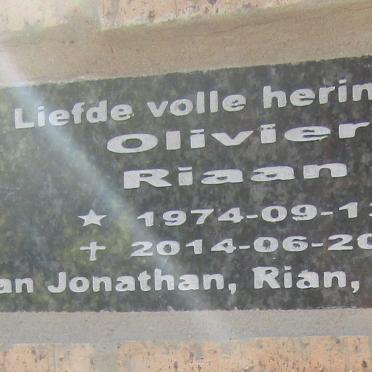 Liefde volle herin
Olivier
Riaan
★ 1974-09-1
✝ 2014-06-20
an Jonathan, Rian,